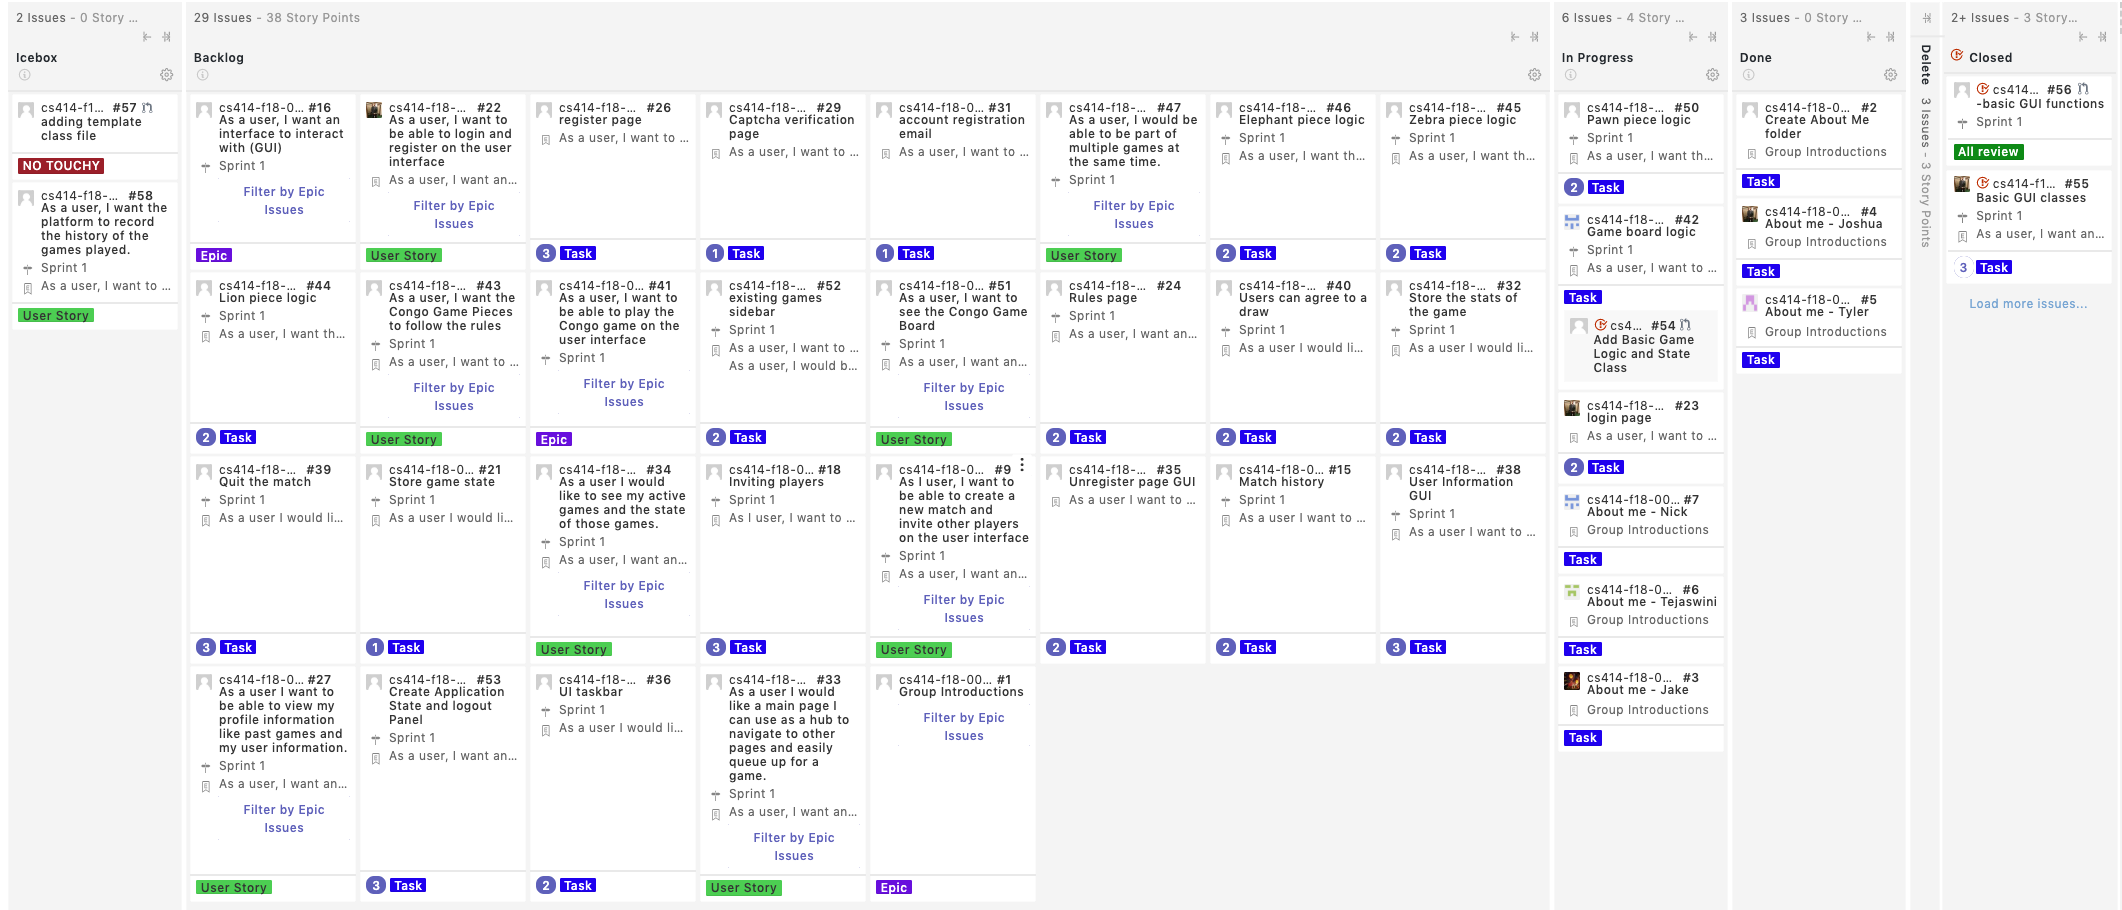 2 Issues - 0 Story ...
Icebox
cs414-f1... #57
adding template
class file
NO TOUCHY
cs414-f18-... #58
As a user, I want the
platform to record
the history of the
games played.
Sprint 1
As a user, I want to ...
User Story
29 Issues - 38 Story Points
Backlog
cs414-f18-0... #16
As a user, I want an
interface to interact
with (GUI)
Sprint 1
Filter by Epic
Issues
Epic
cs414-f18-... #22
As a user, I want to
be able to login and
register on the user
interface
As a user, I want an...
Filter by Epic
Issues
User Story
cs414-f18-... #26
register page
As a user, I want to ...
3 Task
cs414-f18-... #29
Captcha verification
page
As a user, I want to ...
1 Task
cs414-f18-0... #31
account registration
email
As a user, I want to ...
1 Task
cs414-f18-... #47
As a user, I would be
able to be part of
multiple games at
the same time.
Sprint 1
Filter by Epic
Issues
User Story
cs414-f18-... #46
Elephant piece logic
Sprint 1
As a user, I want th...
2 Task
cs414-f18-... #45
Zebra piece logic
Sprint 1
As a user, I want th...
2 Task
cs414-f18-... #44
Lion piece logic
Sprint 1
As a user, I want th...
2 Task
cs414-f18-... #43
As a user, I want the
Congo Game Pieces
to follow the rules
Sprint 1
As a user, I want to ...
Filter by Epic
Issues
User Story
cs414-f18-... #41
As a user, I want to
be able to play the
Congo game on the
user interface
Sprint 1
Filter by Epic
Issues
Epic
cs414-f18-... #52
existing games
sidebar
Sprint 1
As a user, I want to ...
As a user, I would b...
2 Task
cs414-f18-... #51
As a user, I want to
see the Congo Game
Board
Sprint 1
As a user, I want an...
Filter by Epic
Issues
User Story
cs414-f18-... #24
Rules page
Sprint 1
As a user, I want an...
2 Task
cs414-f18-... #40
Users can agree to a
draw
Sprint 1
As a user I would li...
2 Task
cs414-f18-... #32
Store the stats of
the game
Sprint 1
As a user I would li...
2 Task
cs414-f18-... #39
Quit the match
Sprint 1
As a user I would li...
3 Task
cs414-f18-0... #21
Store game state
Sprint 1
As a user I would li...
1 Task
cs414-f18-... #34
As a user I would
like to see my active
games and the state
of those games.
Sprint 1
As a user, I want an...
Filter by Epic
Issues
User Story
cs414-f18-0... #18
Inviting players
Sprint 1
As I user, I want to ...
3 Task
cs414-f18-0... #9
As I user, I want to
be able to create a
new match and
invite other players
on the user interface
Sprint 1
As a user, I want an...
Filter by Epic
Issues
User Story
cs414-f18-... #35
Unregister page GUI
As a user I want to ...
2 Task
cs414-f18-0... #15
Match history
Sprint 1
As a user I want to ...
2 Task
cs414-f18-... #38
User Information
GUI
Sprint 1
As a user I want to ...
3 Task
cs414-f18-0... #27
As a user I want to
be able to view my
profile information
like past games and
my user information.
Sprint 1
As a user, I want an...
Filter by Epic
Issues
User Story
cs414-f18-... #53
Create Application
State and logout
Panel
Sprint 1
As a user, I want an...
3 Task
cs414-f18-... #36
UI taskbar
Sprint 1
As a user I would li...
2 Task
cs414-f18-... #33
As a user I would
like a main page I
can use as a hub to
navigate to other
pages and easily
queue up for a
game.
Sprint 1
As a user, I want an...
Filter by Epic
Issues
User Story
cs414-f18-00... #1
Group Introductions
Filter by Epic
Issues
Epic
6 Issues - 4 Story ...
In Progress
cs414-f18-... #50
Pawn piece logic
Sprint 1
As a user, I want th...
2 Task
cs414-f18-... #42
Game board logic
Sprint 1
As a user, I want to ...
Task
cs4... #54
Add Basic Game
Logic and State
Class
cs414-f18-... #23
login page
As a user, I want to ...
2 Task
cs414-f18-00... #7
About me - Nick
Group Introductions
Task
cs414-f18-0... #6
About me - Tejaswini
Group Introductions
Task
cs414-f18-0... #3
About me - Jake
Group Introductions
Task
3 Issues - 0 Story ...
Done
cs414-f18-0... #2
Create About Me
folder
Group Introductions
Task
cs414-f18-0... #4
About me - Joshua
Group Introductions
Task
cs414-f18-0... #5
About me - Tyler
Group Introductions
Task
Delete 3 Issues - 3 Story Points
2+ Issues - 3 Story...
Closed
cs414... #56
-basic GUI functions
Sprint 1
All review
cs414-f1... #55
Basic GUI classes
Sprint 1
As a user, I want an...
3 Task
Load more issues...